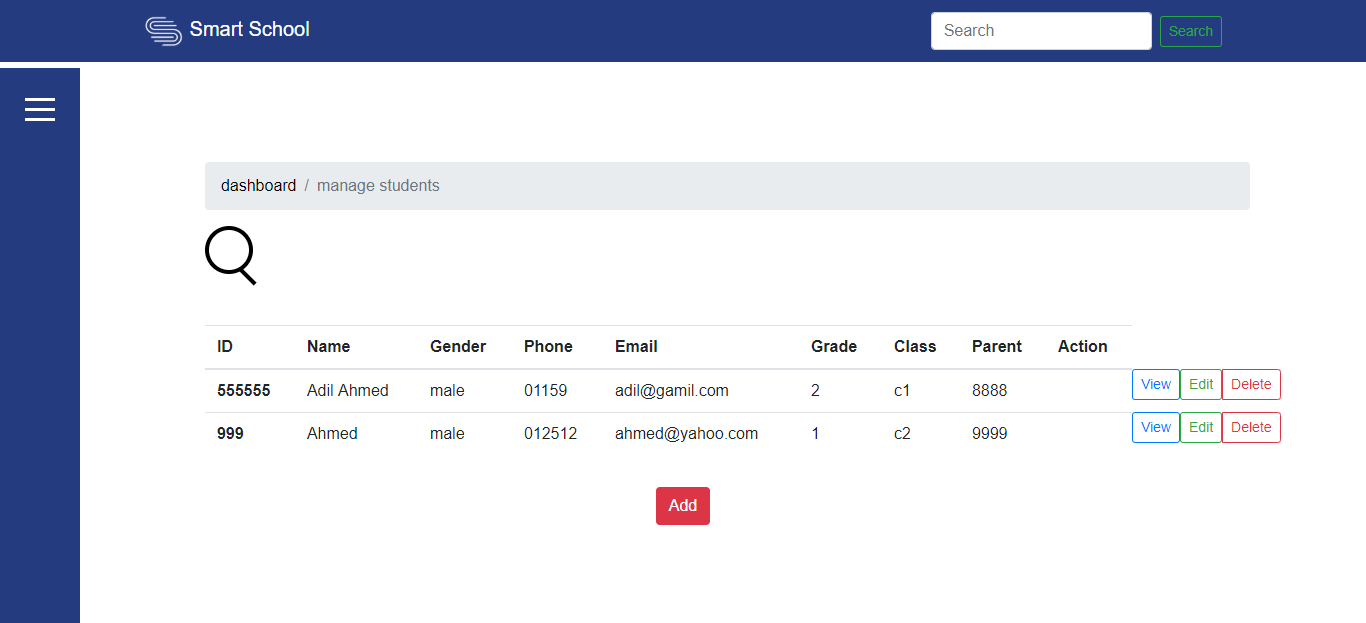 Smart School Search Search
dashboard / manage students
ID Name Gender Phone Email Grade Class Parent Action
555555 Adil Ahmed male 01159 adil@gamil.com 2 c1 8888 View Edit Delete
999 Ahmed male 012512 ahmed@yahoo.com 1 c2 9999 View Edit Delete
Add